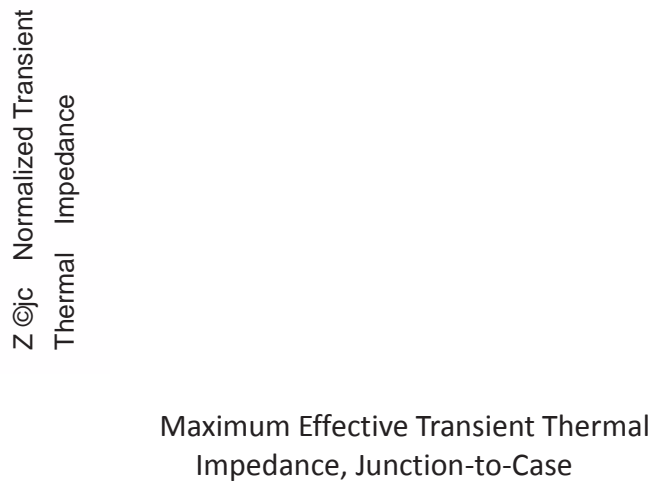 Z ©jc Normalized Transient
Thermal Impedance
Maximum Effective Transient Thermal
Impedance, Junction-to-Case